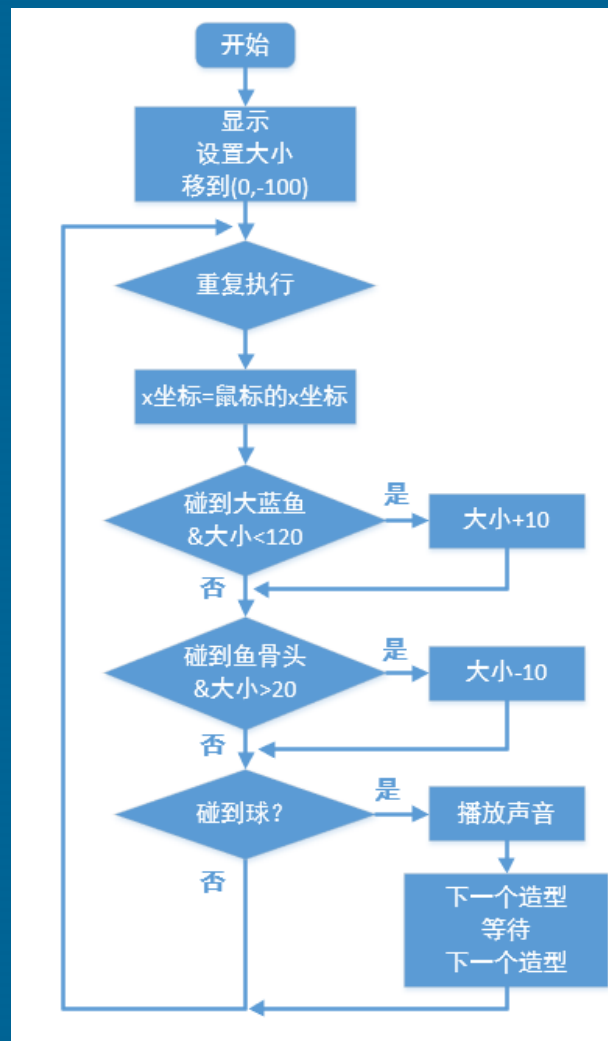 开始
显示
设置大小
移到(0,-100)
重复执行
x坐标=鼠标的x坐标
碰到大蓝鱼
&大小<120
是
大小+10
否
碰到鱼骨头
&大小>20
是
大小-10
否
碰到球?
是
播放声音
否
下一个造型
等待
下一个造型